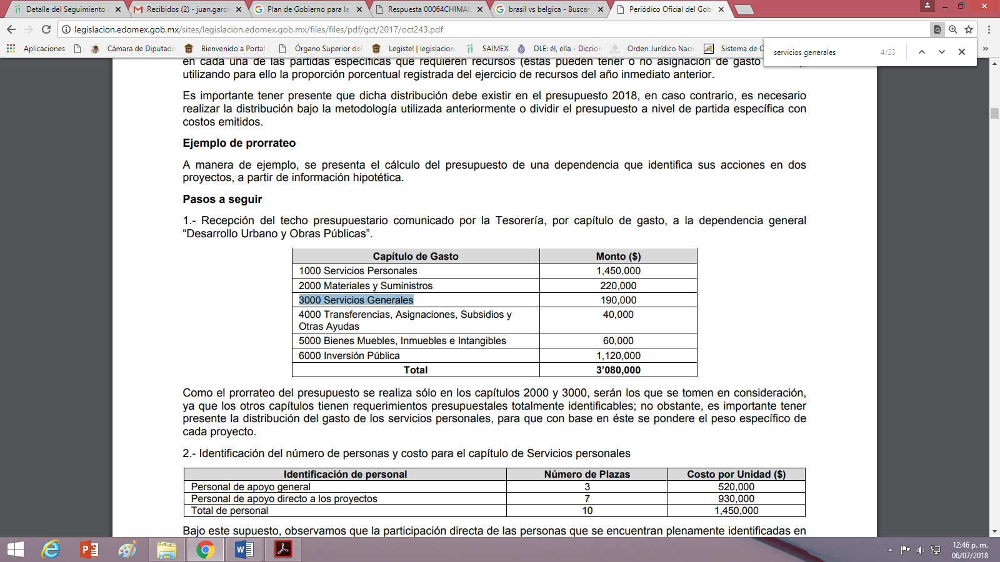 Detalle del Seguimiento
Recibidos (2) - juan.garcia
Plan de Gobierno para la
Respuesta 00064CHIMAL
brasil vs belgica - Buscar
Periódico Oficial del Gob
legislacion.edomex.gob.mx/sites/legislacion.edomex.gob.mx/files/files/pdf/gct/2017/oct243.pdf
Aplicaciones
Cámara de Diputado
Bienvenido a Portal
Órgano Superior de
Legistel | legislacion.
SAIMEX
DLE: él, ella - Diccion
Orden Jurídico Nacio
Sistema de C
»
servicios generales 4/23
en cada una de las partidas específicas que requieren recursos (estas pueden tener o no asignación de gasto
utilizando para ello la proporción porcentual registrada del ejercicio de recursos del año inmediato anterior.
Es importante tener presente que dicha distribución debe existir en el presupuesto 2018, en caso contrario, es necesario
realizar la distribución bajo la metodología utilizada anteriormente o dividir el presupuesto a nivel de partida específica con
costos emitidos.
Ejemplo de prorrateo
A manera de ejemplo, se presenta el cálculo del presupuesto de una dependencia que identifica sus acciones en dos
proyectos, a partir de información hipotética.
Pasos a seguir
1.- Recepción del techo presupuestario comunicado por la Tesorería, por capítulo de gasto, a la dependencia general
“Desarrollo Urbano y Obras Públicas”.
Capítulo de Gasto Monto ($)
1000 Servicios Personales 1,450,000
2000 Materiales y Suministros 220,000
3000 Servicios Generales 190,000
4000 Transferencias, Asignaciones, Subsidios y 40,000
Otras Ayudas
5000 Bienes Muebles, Inmuebles e Intangibles 60,000
6000 Inversión Pública 1,120,000
Total 3’080,000
Como el prorrateo del presupuesto se realiza sólo en los capítulos 2000 y 3000, serán los que se tomen en consideración,
ya que los otros capítulos tienen requerimientos presupuestales totalmente identificables; no obstante, es importante tener
presente la distribución del gasto de los servicios personales, para que con base en éste se pondere el peso específico de
cada proyecto.
2.- Identificación del número de personas y costo para el capítulo de Servicios personales
Identificación de personal Número de Plazas Costo por Unidad ($)
Personal de apoyo general 3 520,000
Personal de apoyo directo a los proyectos 7 930,000
Total de personal 10 1,450,000
Bajo este supuesto, observamos que la participación directa de las personas que se encuentran plenamente identificadas en
12:46 p. m.
06/07/2018